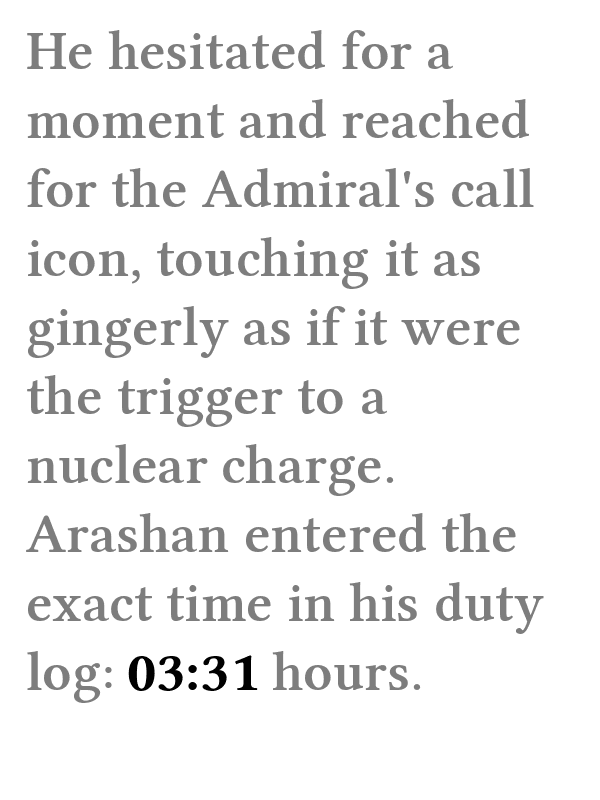 He hesitated for a
moment and reached
for the Admiral's call
icon, touching it as
gingerly as if it were
the trigger to a
nuclear charge.
Arashan entered the
exact time in his duty
log: 03:31 hours.